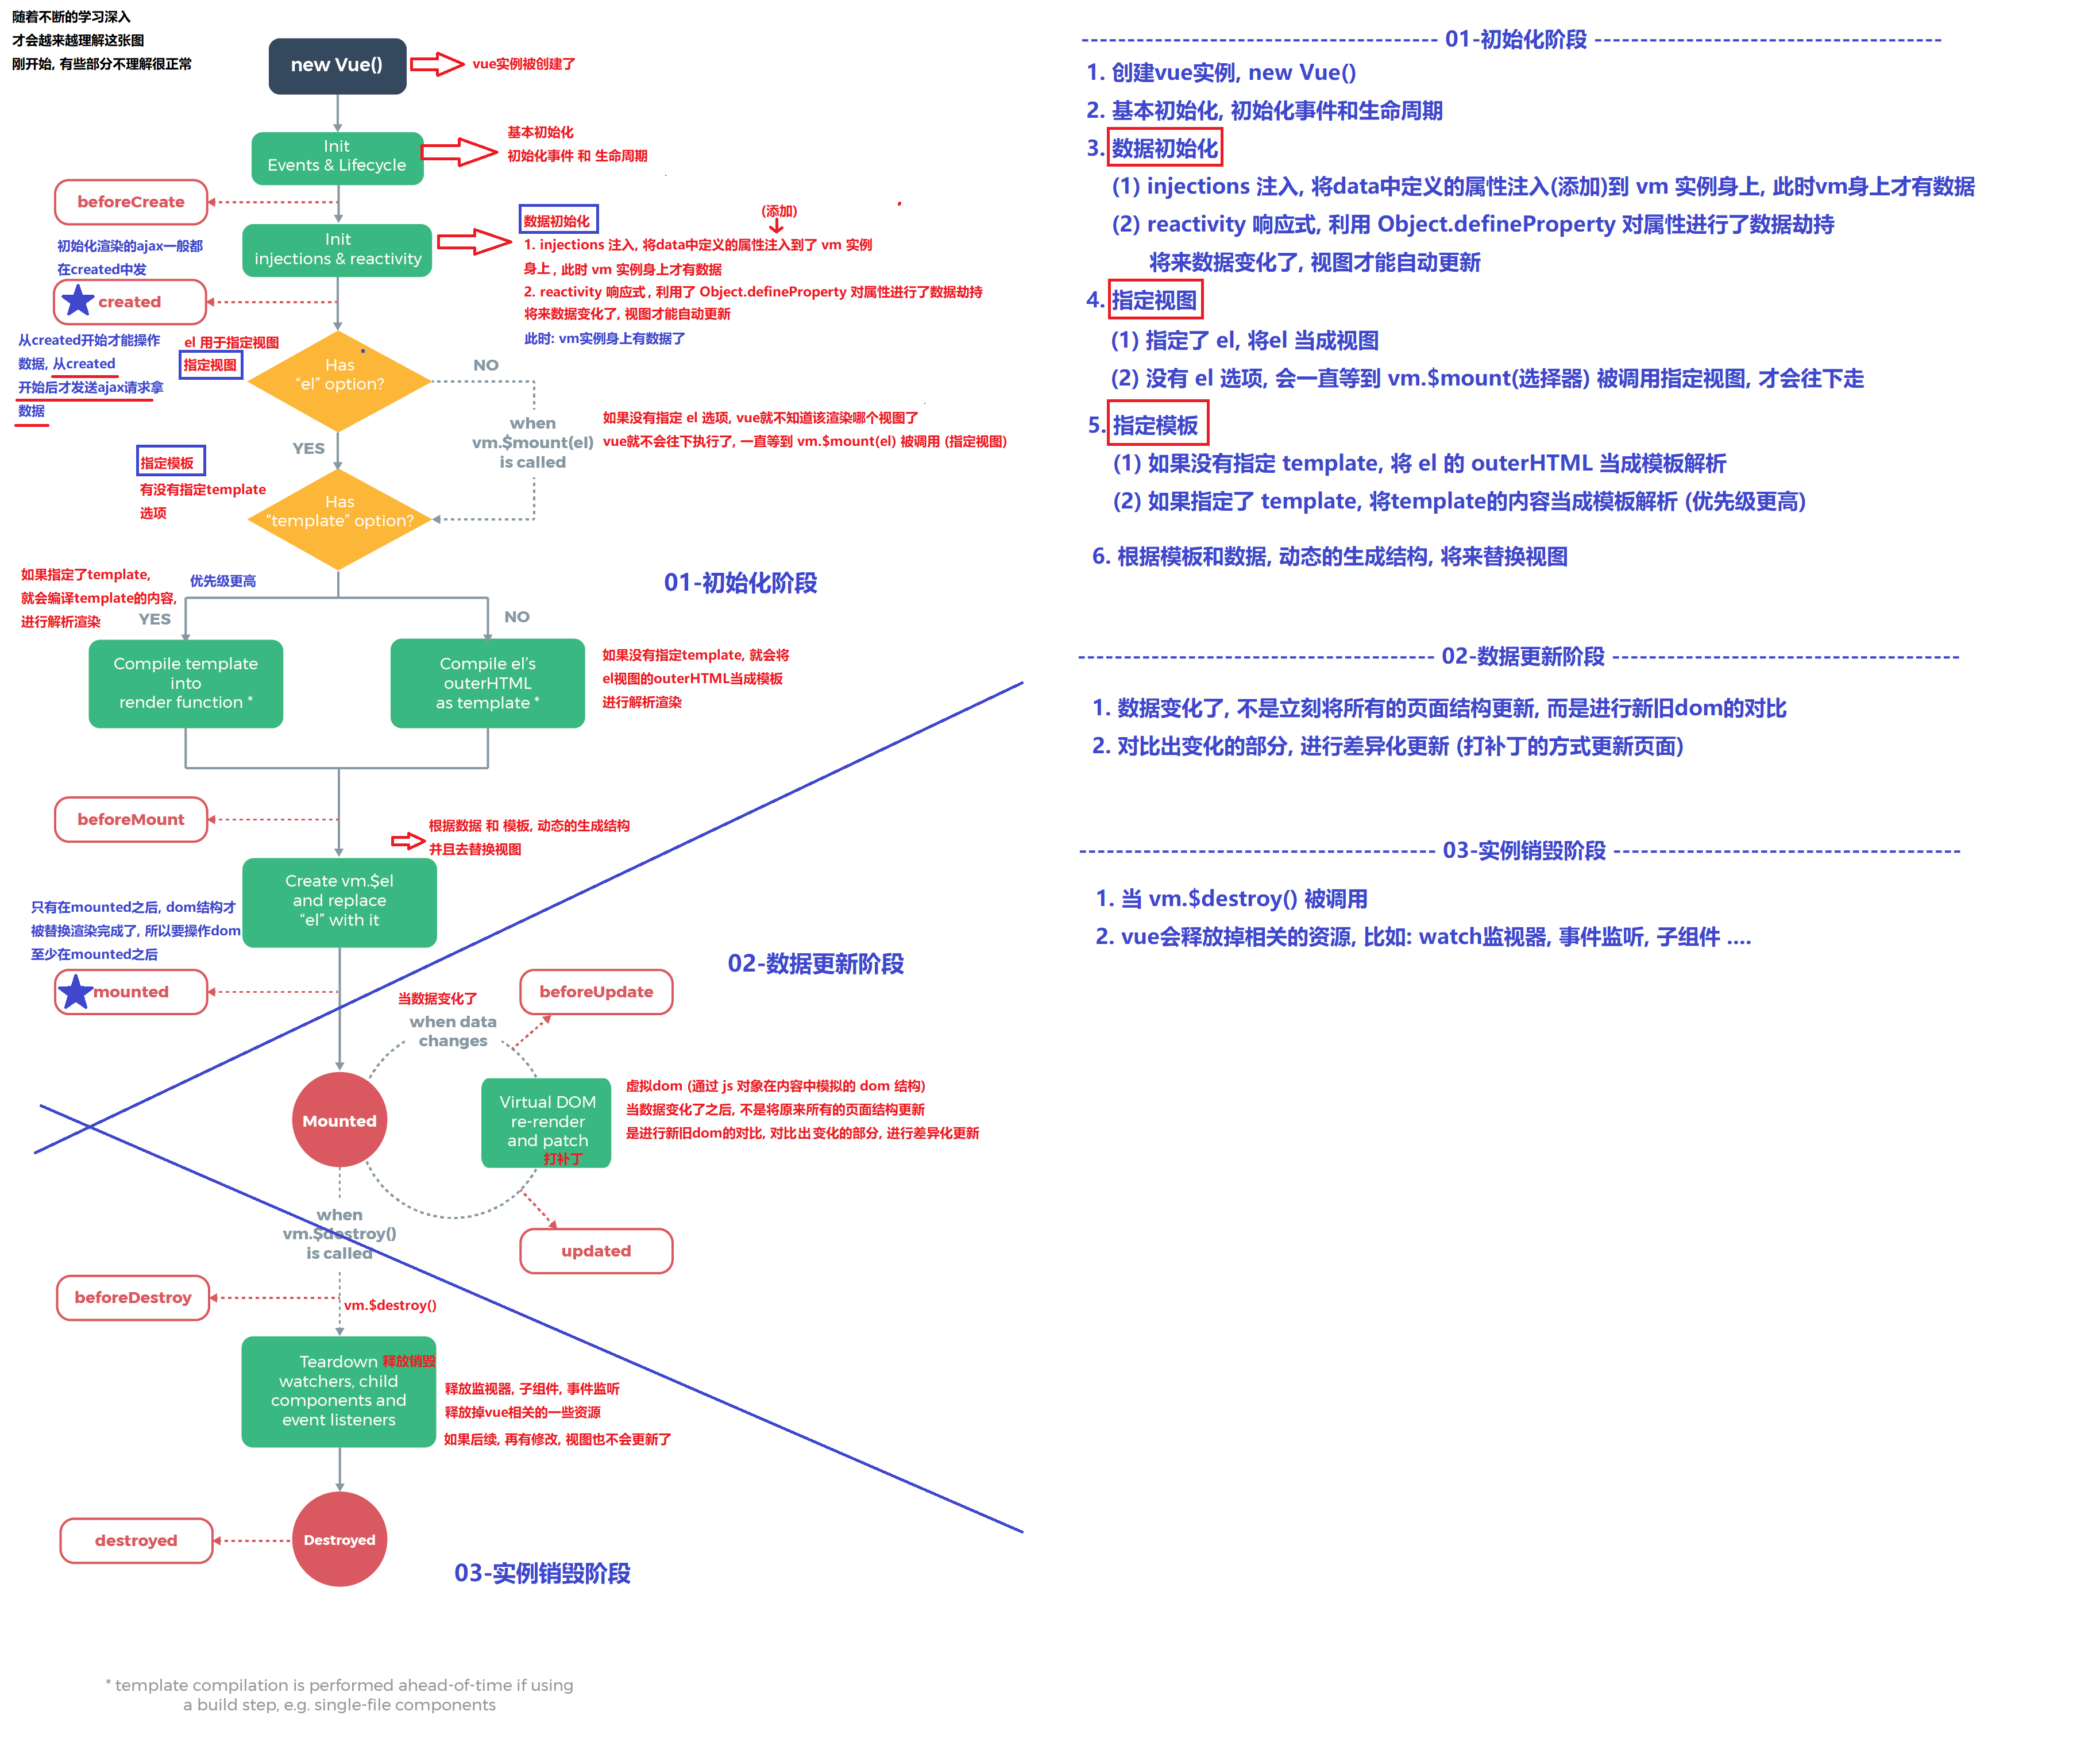 随着不断的学习深入
才会越来越理解这张图
刚开始, 有些部分不理解很正常
new Vue()
vue实例被创建了
Init
Events & Lifecycle
基本初始化
初始化事件 和 生命周期
beforeCreate
初始化渲染的ajax一般都
在created中发
Init
injections & reactivity
数据初始化
(添加)
1. injections 注入, 将data中定义的属性注入到了 vm 实例
身上 , 此时 vm 实例身上才有数据
2. reactivity 响应式 , 利用了 Object.defineProperty 对属性进行了数据劫持
将来数据变化了, 视图才能自动更新
此时: vm实例身上有数据了
created
从created开始才能操作
数据, 从created
开始后才发送ajax请求拿
数据
el 用于指定视图
指定视图
Has
“el” option?
NO
YES
when
vm.$mount(el)
is called
如果没有指定 el 选项, vue就不知道该渲染哪个视图了
vue就不会往下执行了, 一直等到 vm.$mount(el) 被调用 (指定视图)
指定模板
有没有指定template
选项
Has
“template” option?
如果指定了template,
就会编译template的内容,
进行解析渲染
优先级更高
YES
NO
01-初始化阶段
Compile template
into
render function *
Compile el’s
outerHTML
as template *
如果没有指定template, 就会将
el视图的outerHTML当成模板
进行解析渲染
beforeMount
根据数据 和 模板, 动态的生成结构
并且去替换视图
Create vm.$el
and replace
“el” with it
只有在mounted之后, dom结构才
被替换渲染完成了, 所以要操作dom
至少在mounted之后
mounted
02-数据更新阶段
当数据变化了
when data
changes
beforeUpdate
Mounted
Virtual DOM
re-render
and patch
打补丁
虚拟dom (通过 js 对象在内容中模拟的 dom 结构)
当数据变化了之后, 不是将原来所有的页面结构更新
是进行新旧dom的对比, 对比出变化的部分, 进行差异化更新
updated
when
vm.$destroy()
is called
beforeDestroy
vm.$destroy()
Teardown 释放销毁
watchers, child
components and
event listeners
释放监视器, 子组件, 事件监听
释放掉vue相关的一些资源
如果后续, 再有修改, 视图也不会更新了
destroyed
Destroyed
03-实例销毁阶段
* template compilation is performed ahead-of-time if using
a build step, e.g. single-file components
-------------------------------------- 01-初始化阶段 -------------------------------------
1. 创建vue实例, new Vue()
2. 基本初始化, 初始化事件和生命周期
3. 数据初始化
(1) injections 注入, 将data中定义的属性注入(添加)到 vm 实例身上, 此时vm身上才有数据
(2) reactivity 响应式, 利用 Object.defineProperty 对属性进行了数据劫持
将来数据变化了, 视图才能自动更新
4. 指定视图
(1) 指定了 el, 将el 当成视图
(2) 没有 el 选项, 会一直等到 vm.$mount(选择器) 被调用指定视图, 才会往下走
5. 指定模板
(1) 如果没有指定 template, 将 el 的 outerHTML 当成模板解析
(2) 如果指定了 template, 将template的内容当成模板解析 (优先级更高)
6. 根据模板和数据, 动态的生成结构, 将来替换视图
-------------------------------------- 02-数据更新阶段 -------------------------------------
1. 数据变化了, 不是立刻将所有的页面结构更新, 而是进行新旧dom的对比
2. 对比出变化的部分, 进行差异化更新 (打补丁的方式更新页面)
-------------------------------------- 03-实例销毁阶段 -------------------------------------
1. 当 vm.$destroy() 被调用
2. vue会释放掉相关的资源, 比如: watch监视器, 事件监听, 子组件 ....